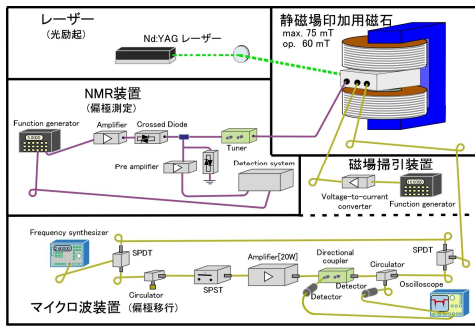 レーザー
(光励起)
Nd:YAG レーザー
静磁場印加用磁石
max. 75 mT
op. 60 mT
NMR装置
(偏極測定)
Function generator
Amplifier
Crossed Diode
Tuner
Pre amplifier
Detection system
磁場掃引装置
Voltage-to-current
converter
Function generator
Frequency synthesizer
SPDT
Circulator
SPST
Amplifier[20W]
Directional
coupler
Detector
Detector
Circulator
Oscilloscope
SPDT
マイクロ波装置 (偏極移行)